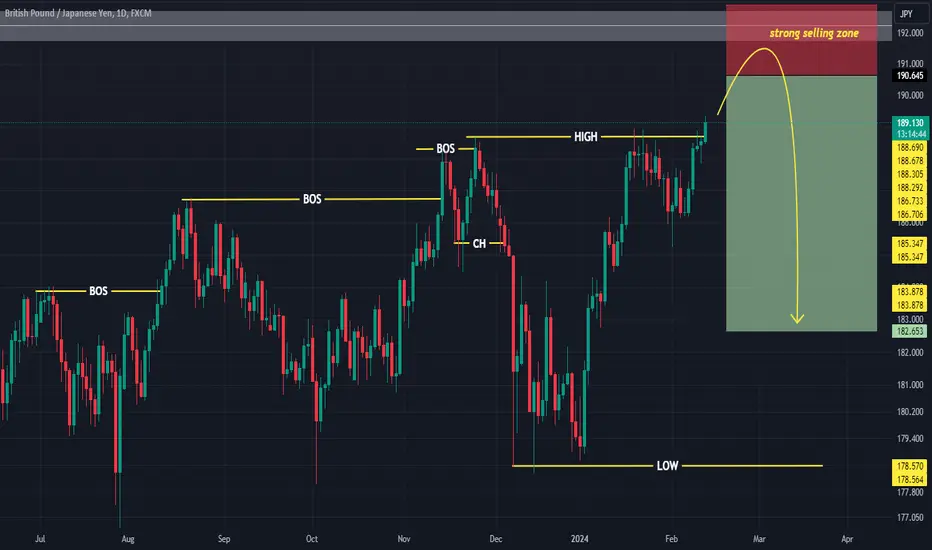 British Pound / Japanese Yen, 1D, FXCM
JPY
strong selling zone
192.000
191.000
190.645
190.000
189.130
13:14:44
HIGH
BOS
188.690
188.678
188.305
188.292
186.733
186.706
BOS
CH
185.347
185.347
BOS
183.878
183.878
183.000
182.653
182.000
181.000
180.200
179.400
LOW
178.570
178.564
177.800
177.050
Jul
Aug
Sep
Oct
Nov
Dec
2024
Feb
Mar
Apr